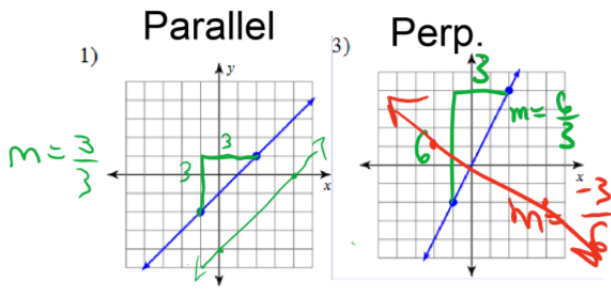 Parallel
1)
y
x
m = 3/3
3
3
Perp.
3)
x
3
6
m = 6/3
m = -3/6